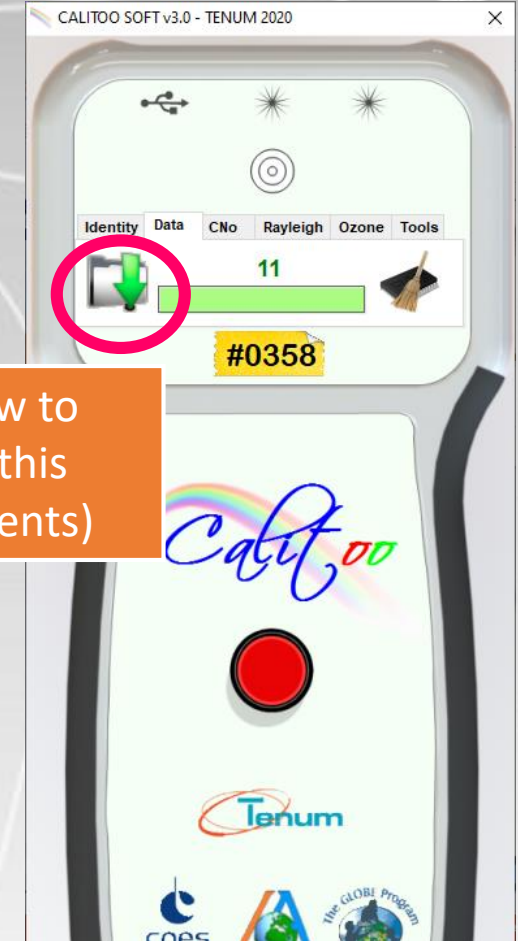 CALITOO SOFT v3.0 - TENUM 2020
Identity Data CNo Rayleigh Ozone Tools
11
#0358
w to
this
ents)
Calitoo
Tenum
The GLOBE Program
cnes